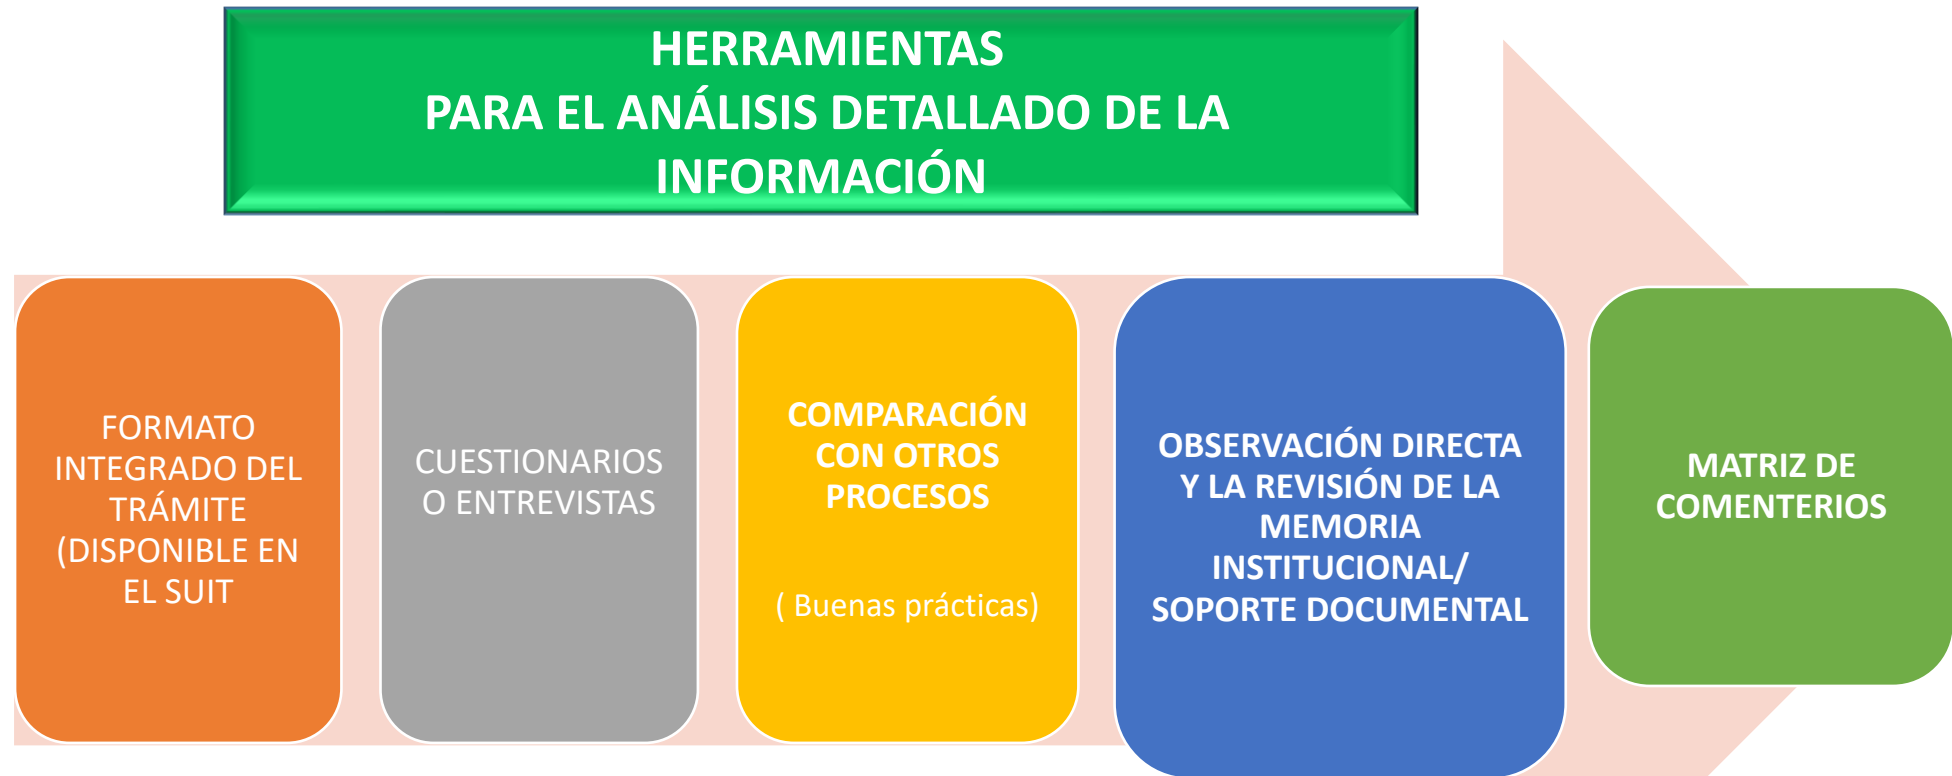 HERRAMIENTAS
PARA EL ANÁLISIS DETALLADO DE LA
INFORMACIÓN
FORMATO
INTEGRADO DEL
TRÁMITE
(DISPONIBLE EN
EL SUIT
CUESTIONARIOS
O ENTREVISTAS
COMPARACIÓN
CON OTROS
PROCESOS
( Buenas prácticas)
OBSERVACIÓN DIRECTA
Y LA REVISIÓN DE LA
MEMORIA
INSTITUCIONAL/
SOPORTE DOCUMENTAL
MATRIZ DE
COMENTERIOS